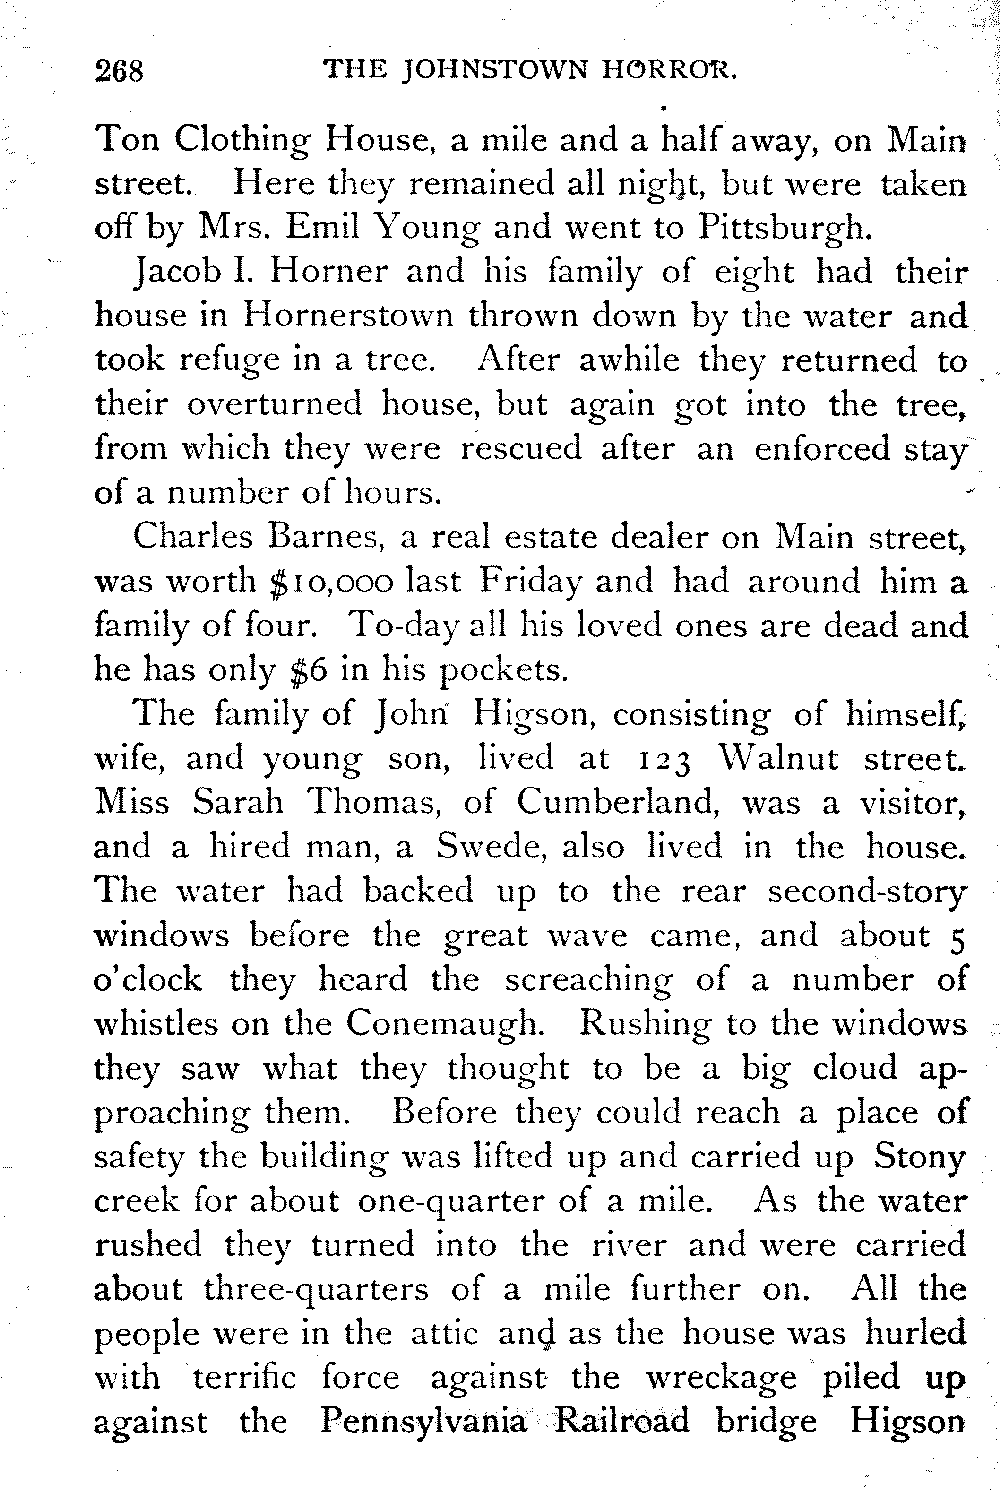 268 THE JOHNSTOWN HORROR.
Ton Clothing House, a mile and a half away, on Main
street. Here they remained all night, but were taken
off by Mrs. Emil Young and went to Pittsburgh.
Jacob I. Horner and his family of eight had their
house in Hornerstown thrown down by the water and
took refuge in a tree. After awhile they returned to
their overturned house, but again got into the tree,
from which they were rescued after an enforced stay
of a number of hours.
Charles Barnes, a real estate dealer on Main street,
was worth $10,000 last Friday and had around him a
family of four. To-day all his loved ones are dead and
he has only $6 in his pockets.
The family of John Higson, consisting of himself,
wife, and young son, lived at 123 Walnut street.
Miss Sarah Thomas, of Cumberland, was a visitor,
and a hired man, a Swede, also lived in the house.
The water had backed up to the rear second-story
windows before the great wave came, and about 5
o'clock they heard the screaching of a number of
whistles on the Conemaugh. Rushing to the windows
they saw what they thought to be a big cloud ap-
proaching them. Before they could reach a place of
safety the building was lifted up and carried up Stony
creek for about one-quarter of a mile. As the water
rushed they turned into the river and were carried
about three-quarters of a mile further on. All the
people were in the attic and as the house was hurled
with terrific force against the wreckage piled up
against the Pennsylvania Railroad bridge Higson